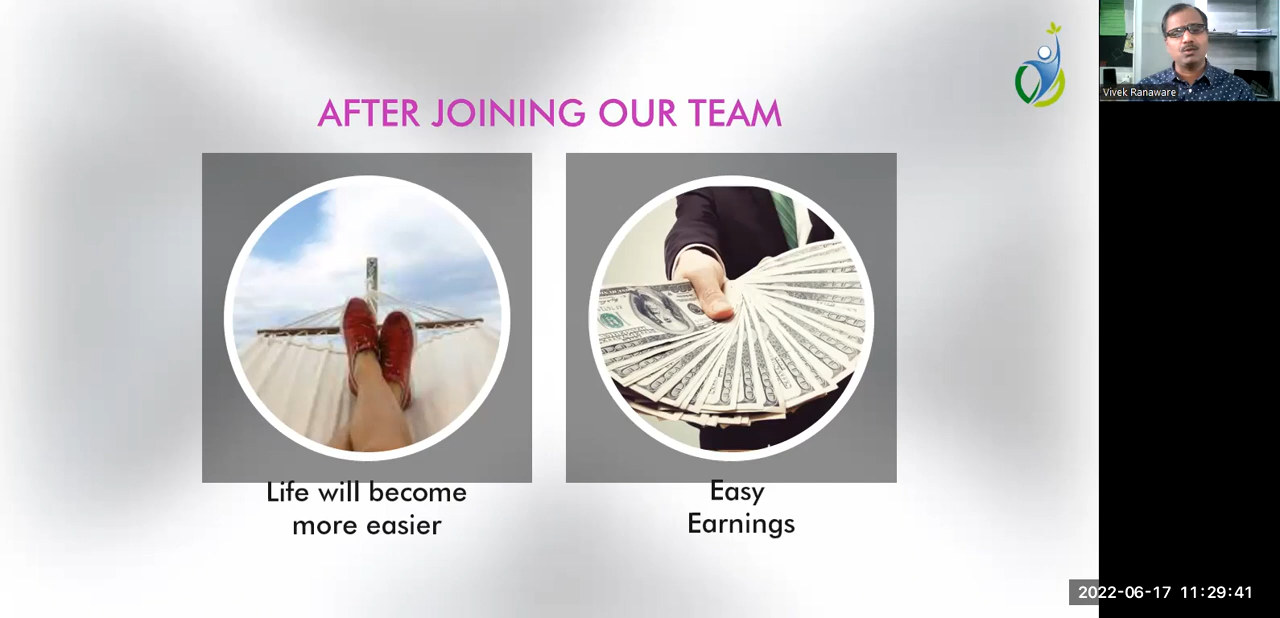 AFTER JOINING OUR TEAM
Life will become
more easier
Easy
Earnings
Vivek Ranaware
2022-06-17 11:29:41